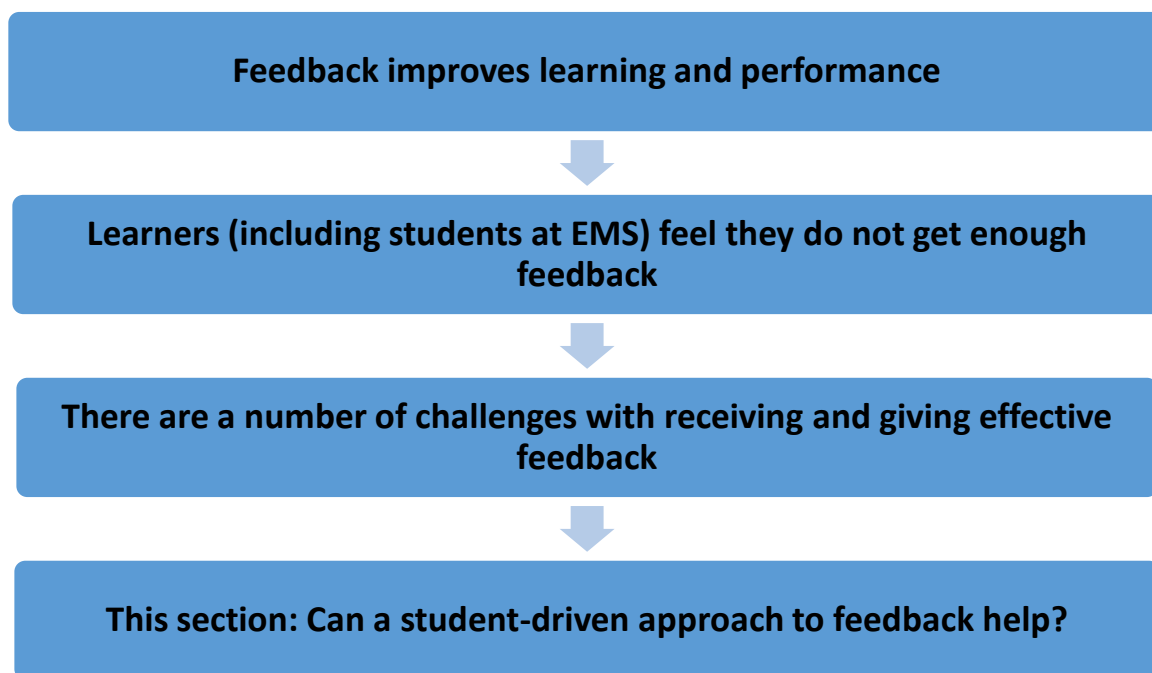 Feedback improves learning and performance
Learners (including students at EMS) feel they do not get enough
feedback
There are a number of challenges with receiving and giving effective
feedback
This section: Can a student-driven approach to feedback help?